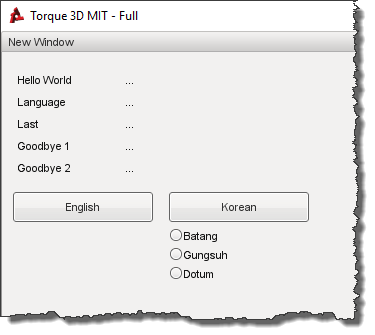 Torque 3D MIT - Full
New Window
Hello World ...
Language ...
Last ...
Goodbye 1 ...
Goodbye 2 ...
English Korean
Batang
Gungsuh
Dotum